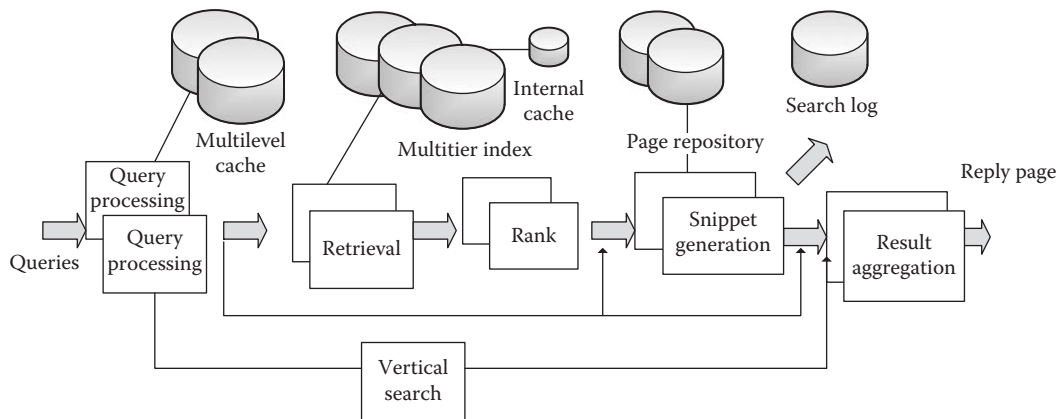 Multilevel
cache
Multitier index
Internal
cache
Page repository
Search log
Queries
Query
processing
Query
processing
Retrieval
Rank
Snippet
generation
Result
aggregation
Reply page
Vertical
search